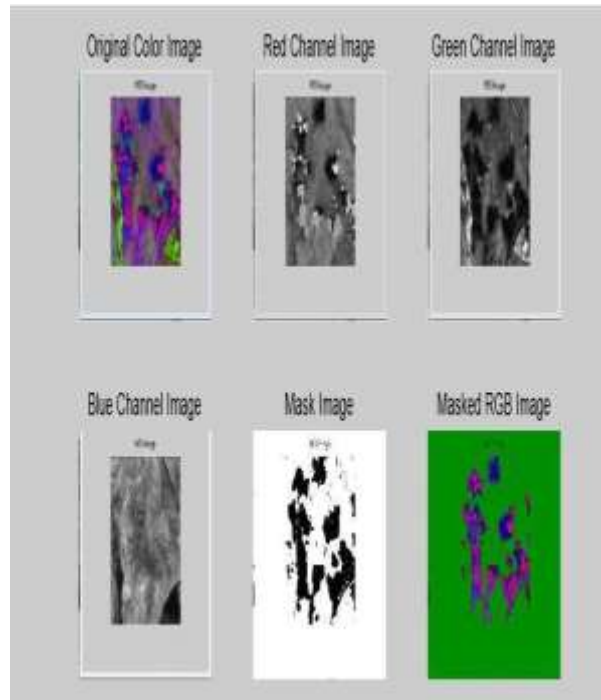 Original Color Image
Red Channel Image
Green Channel Image
Blue Channel Image
Mask Image
Masked RGB Image